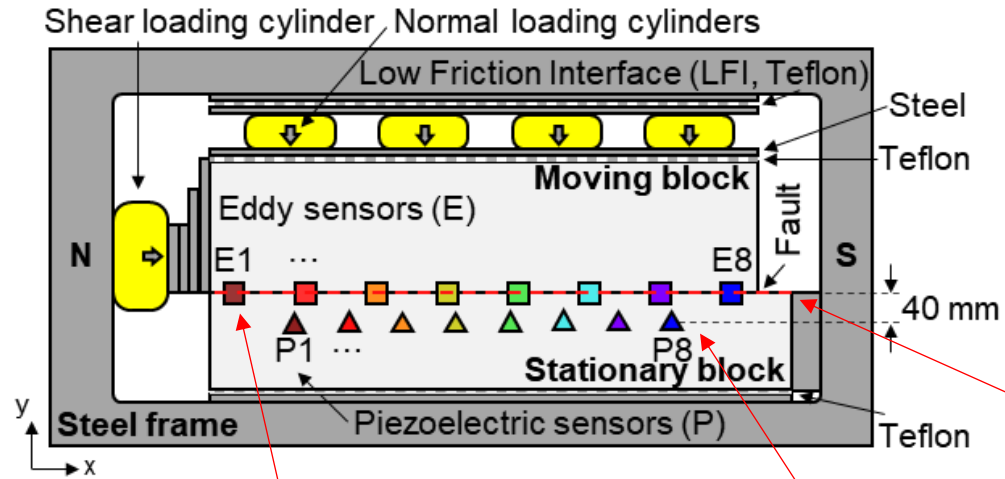 Shear loading cylinder Normal loading cylinders
Low Friction Interface (LFI, Teflon)
Steel
Teflon
Moving block
Eddy sensors (E)
Fault
N
S
E1 ... E8
40 mm
P1 ... P8
Stationary block
y
Steel frame
Piezoelectric sensors (P)
Teflon
x